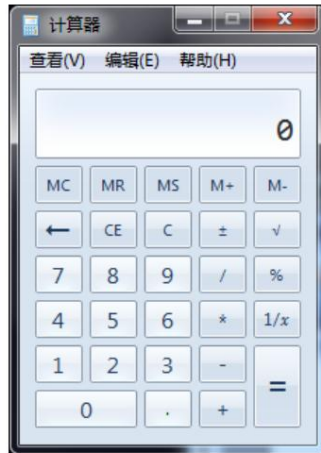 计算器
查看(V) 编辑(E) 帮助(H)
0
MC MR MS M+ M-
← CE C ± √
7 8 9 / %
4 5 6 * 1/x
1 2 3 - =
0 . +